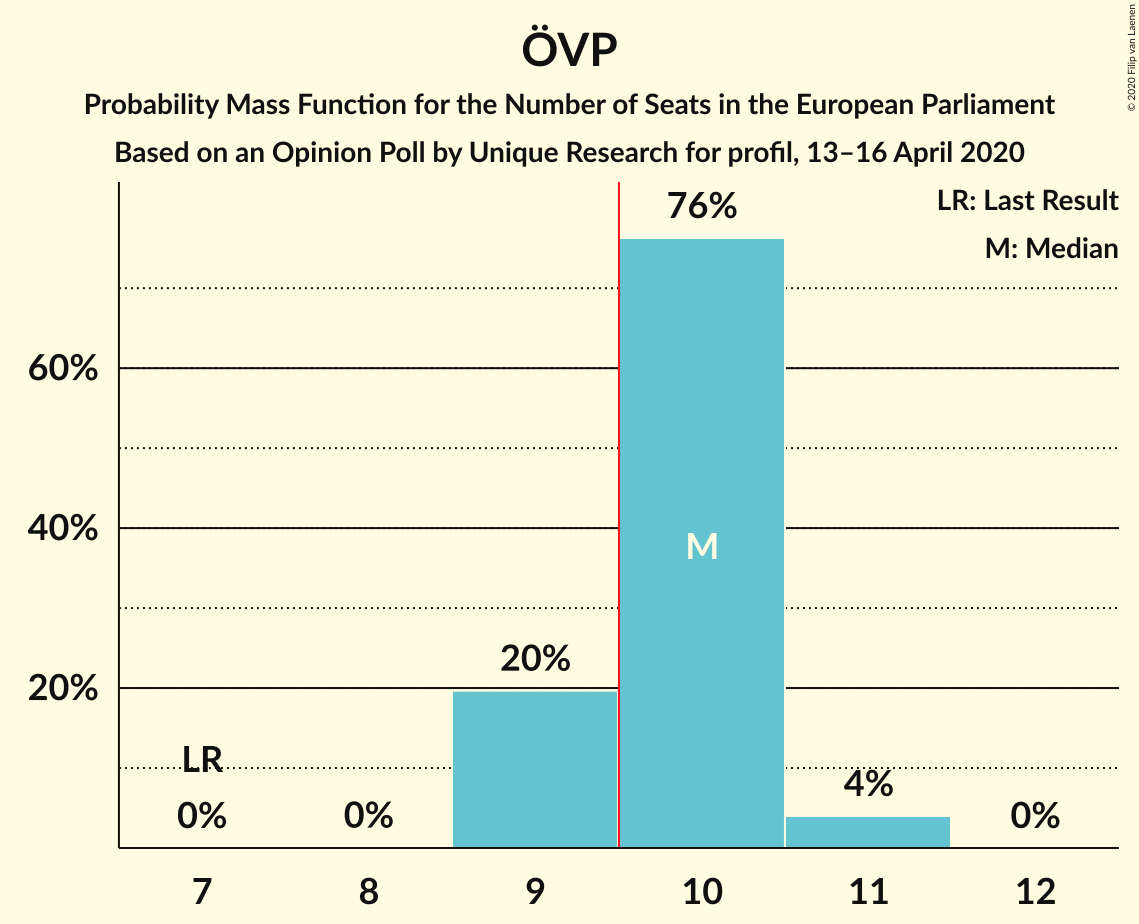 ÖVP
Probability Mass Function for the Number of Seats in the European Parliament
Based on an Opinion Poll by Unique Research for profil, 13–16 April 2020
© 2020 Filip van Laenen
LR: Last Result
M: Median
76%
60%
M
40%
20%
20%
LR
4%
0%
0%
0%
7
8
9
10
11
12